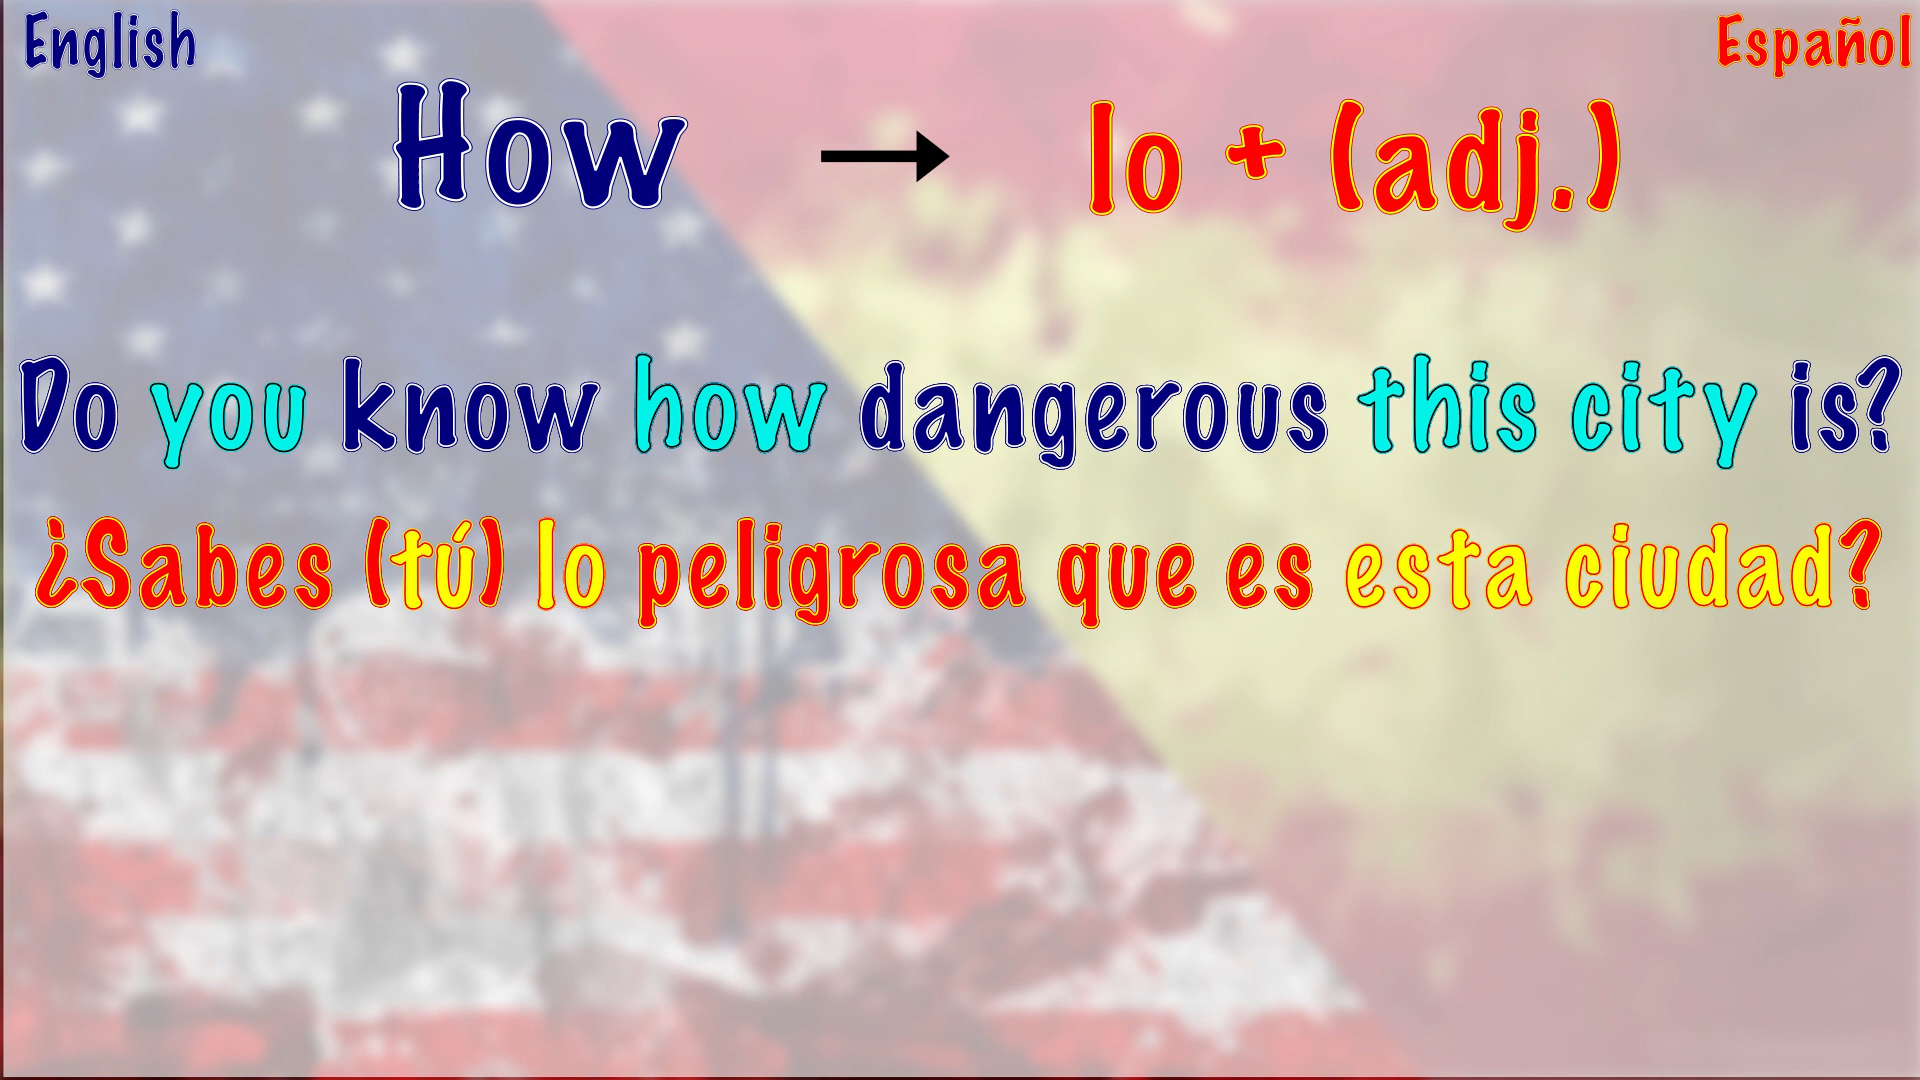 English
Español
How → lo + (adj.)
Do you know how dangerous this city is?
¿Sabes (tú) lo peligrosa que es esta ciudad?